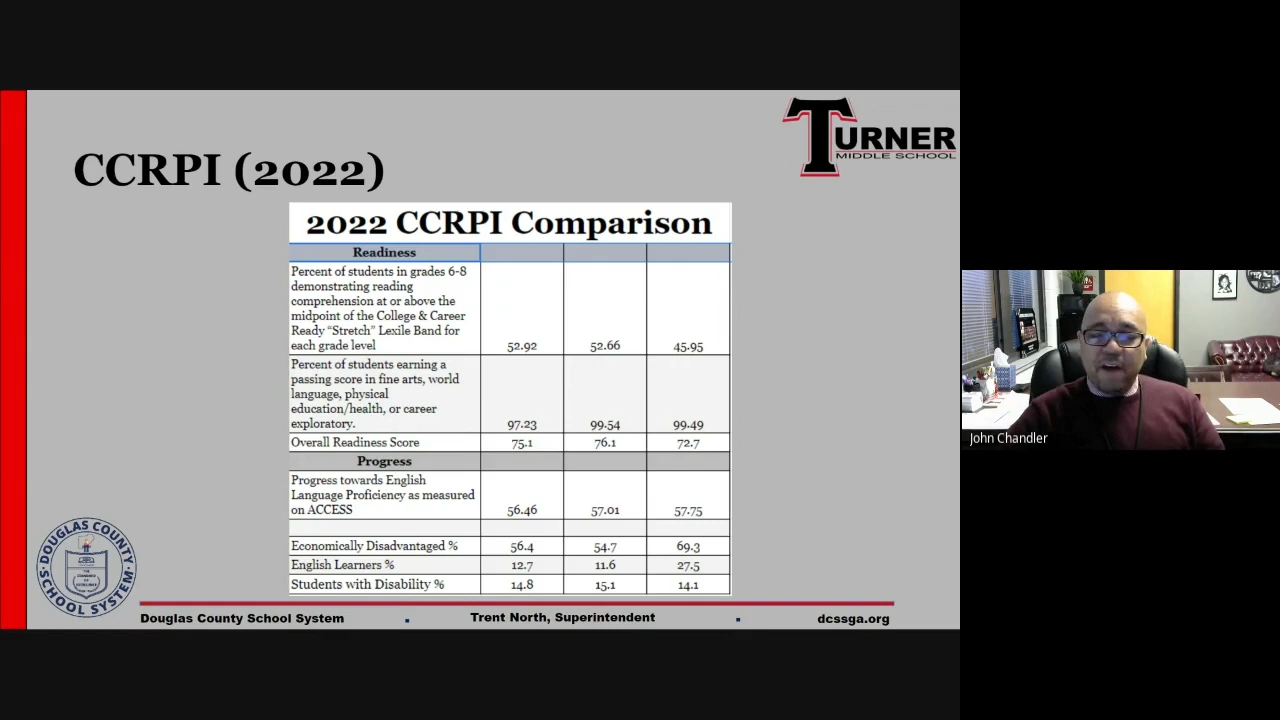 TURNER
MIDDLE SCHOOL
CCRPI (2022)
2022 CCRPI Comparison
Readiness
Percent of students in grades 6-8
demonstrating reading
comprehension at or above the
midpoint of the College & Career
Ready “Stretch” Lexile Band for
each grade level 52.92 52.66 45.95
Percent of students earning a
passing score in fine arts, world
language, physical
education/health, or career
exploratory. 97.23 99.54 99.49
Overall Readiness Score 75.1 76.1 72.7
Progress
Progress towards English
Language Proficiency as measured
on ACCESS 56.46 57.01 57.75
Economically Disadvantaged % 56.4 54.7 69.3
English Learners % 12.7 11.6 27.5
Students with Disability % 14.8 15.1 14.1
DOUGLAS COUNTY
SCHOOL SYSTEM
Douglas County School System . Trent North, Superintendent . dcssga.org
John Chandler